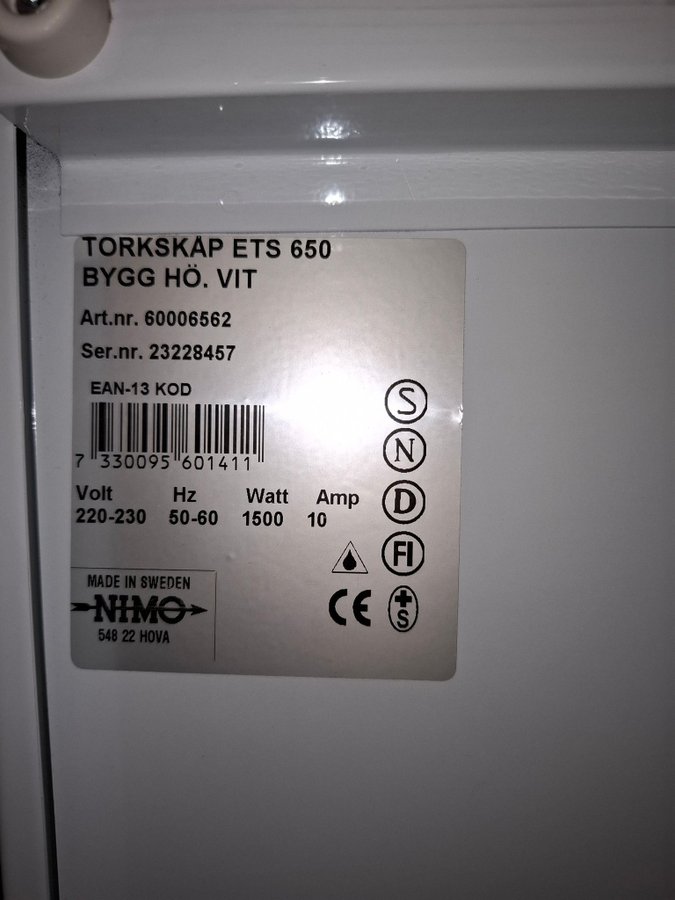 TORKSKÅP ETS 650
BYGG HÖ. VIT
Art.nr. 60006562
Ser.nr. 23228457
EAN-13 KOD
7 330095 601411
Volt Hz Watt Amp
220-230 50-60 1500 10
S
N
D
FI
CE
+S
MADE IN SWEDEN
NIMO
548 22 HOVA